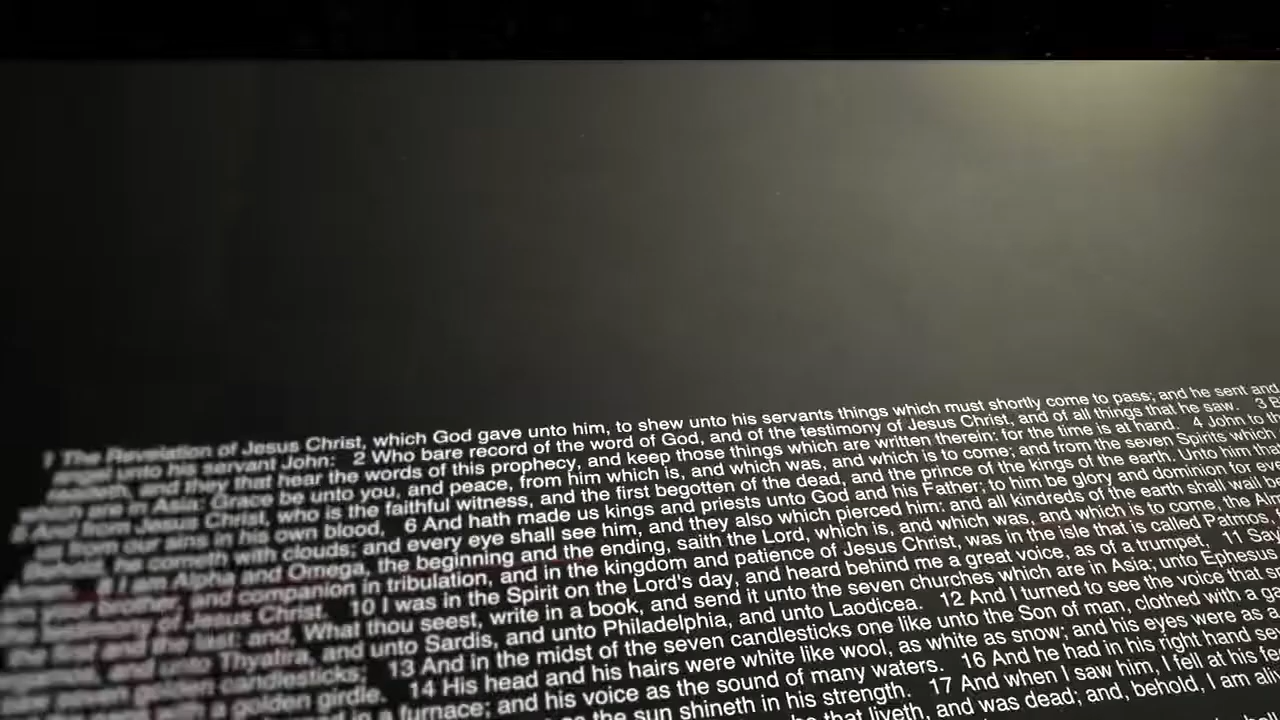 1 The Revelation of Jesus Christ, which God gave unto him, to shew unto his servants things which must shortly come to pass; and he sent and
angel unto his servant John: 2 Who bare record of the word of God, and of the testimony of Jesus Christ, and of all things that he saw. 3
readeth, and they that hear the words of this prophecy, and keep those things which are written therein: for the time is at hand. 4 John to the
which are in Asia: Grace be unto you, and peace, from him which is, and which was, and which is to come; and from the seven Spirits which
5 And from Jesus Christ, who is the faithful witness, and the first begotten of the dead, and the prince of the kings of the earth. Unto him that
us from our sins in his own blood, 6 And hath made us kings and priests unto God and his Father; to him be glory and dominion for
Behold, he cometh with clouds; and every eye shall see him, and they also which pierced him: and all kindreds of the earth shall wail
8 I am Alpha and Omega, the beginning and the ending, saith the Lord, which is, and which was, and which is to come, the
brother, and companion in tribulation, and in the kingdom and patience of Jesus Christ, was in the isle that is called Patmos,
testimony of Jesus Christ. 10 I was in the Spirit on the Lord's day, and heard behind me a great voice, as of a trumpet, 11
the first and the last: and, What thou seest, write in a book, and send it unto the seven churches which are in Asia; unto Ephesus
and unto Thyatira, and unto Sardis, and unto Philadelphia, and unto Laodicea. 12 And I turned to see the voice that
seven golden candlesticks; 13 And in the midst of the seven candlesticks one like unto the Son of man, clothed with a
with a golden girdle. 14 His head and his hairs were white like wool, as white as snow; and his eyes were as a
in a furnace; and his voice as the sound of many waters. 16 And he had in his right hand
as the sun shineth in his strength. 17 And when I saw him, I fell at his
he that liveth, and was dead; and, behold, I am